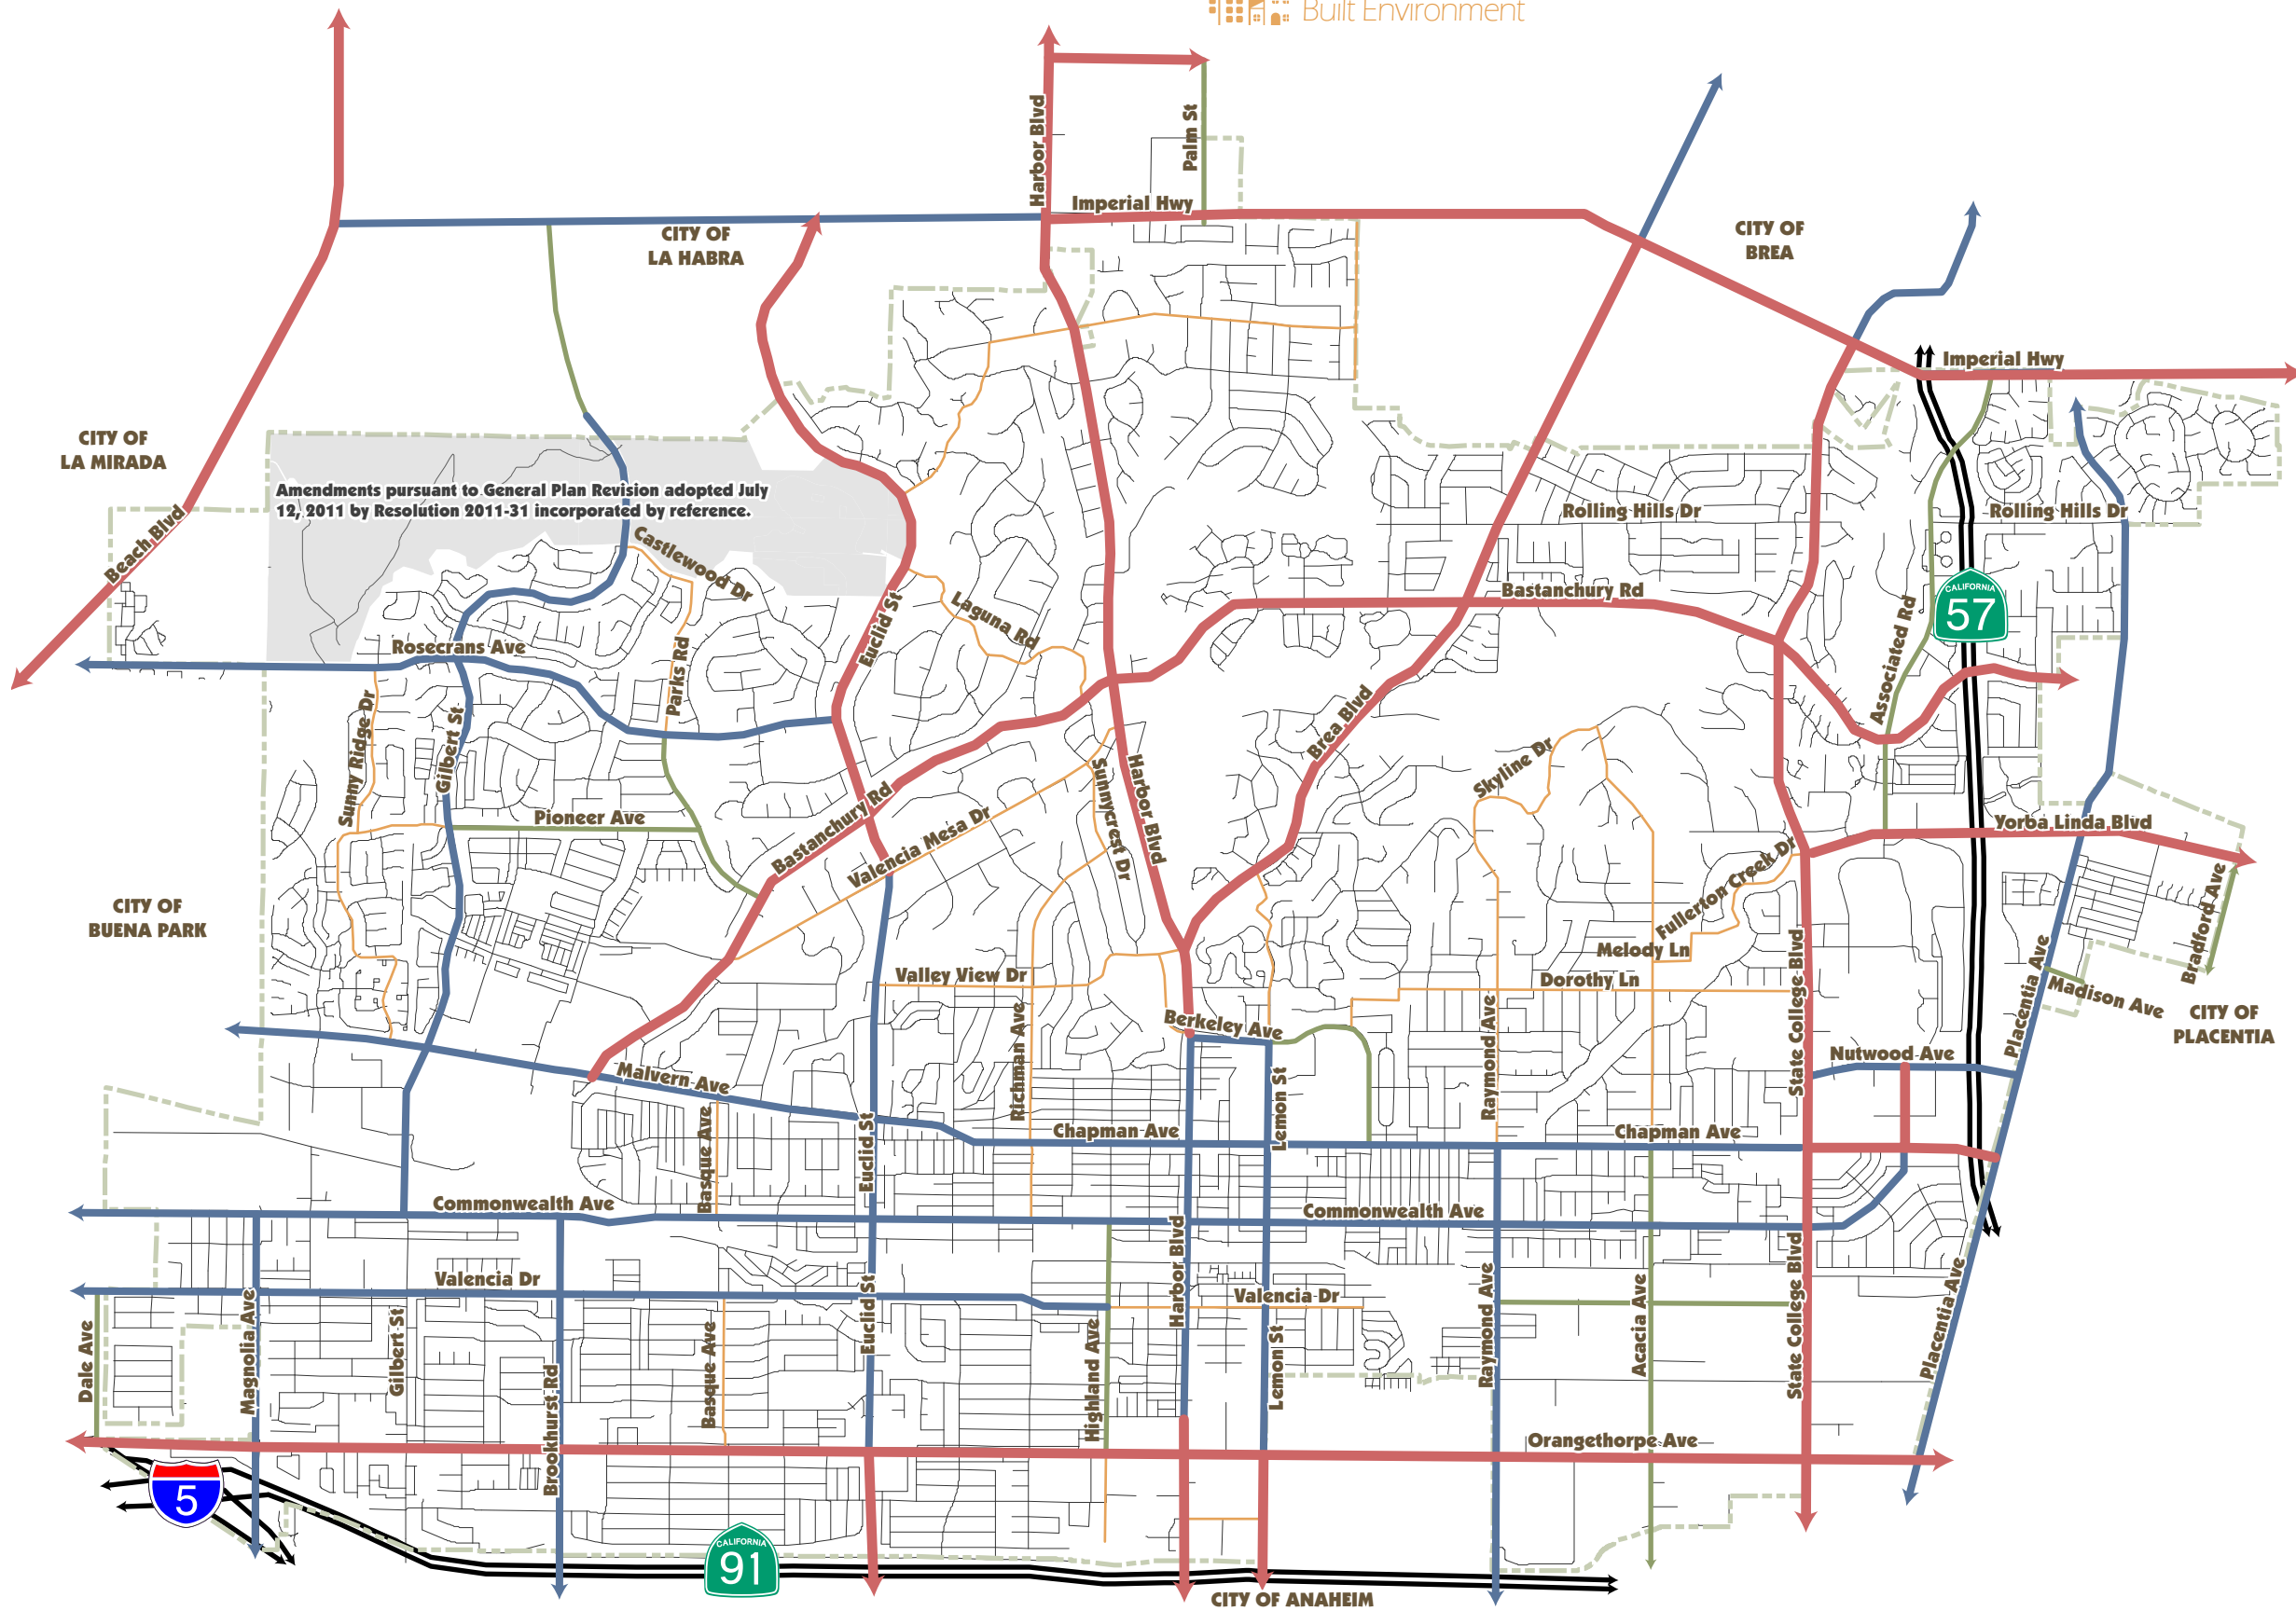 Built Environment
Harbor Blvd
Palm St
Imperial Hwy
CITY OF
LA HABRA
CITY OF
BREA
Imperial Hwy
CITY OF
LA MIRADA
Amendments pursuant to General Plan Revision adopted July
12, 2011 by Resolution 2011-31 incorporated by reference.
Beach Blvd
Castlewood Dr
Rolling Hills Dr
Rolling Hills Dr
Bastanchury Rd
CALIFORNIA
57
Laguna Rd
Euclid St
Associated Rd
Rosecrans Ave
Parks Rd
Sunny Ridge Dr
Gilbert St
Brea Blvd
Skyline Dr
Sunnycrest Dr
Harbor Blvd
Pioneer Ave
Bastanchury Rd
Valencia Mesa Dr
Yorba Linda Blvd
Fullerton Creek Dr
Bradford Ave
CITY OF
BUENA PARK
Melody Ln
State College Blvd
Valley View Dr
Dorothy Ln
Placentia Ave
Madison Ave
CITY OF
PLACENTIA
Richman Ave
Berkeley Ave
Raymond Ave
Nutwood Ave
Malvern Ave
Lemon St
Basque Ave
Euclid St
Chapman Ave
Chapman Ave
Commonwealth Ave
Commonwealth Ave
Harbor Blvd
Valencia Dr
Valencia Dr
Euclid St
State College Blvd
Placentia Ave
Dale Ave
Magnolia Ave
Gilbert St
Brookhurst Rd
Basque Ave
Highland Ave
Lemon St
Raymond Ave
Acacia Ave
Orangethorpe Ave
5
CALIFORNIA
91
CITY OF ANAHEIM